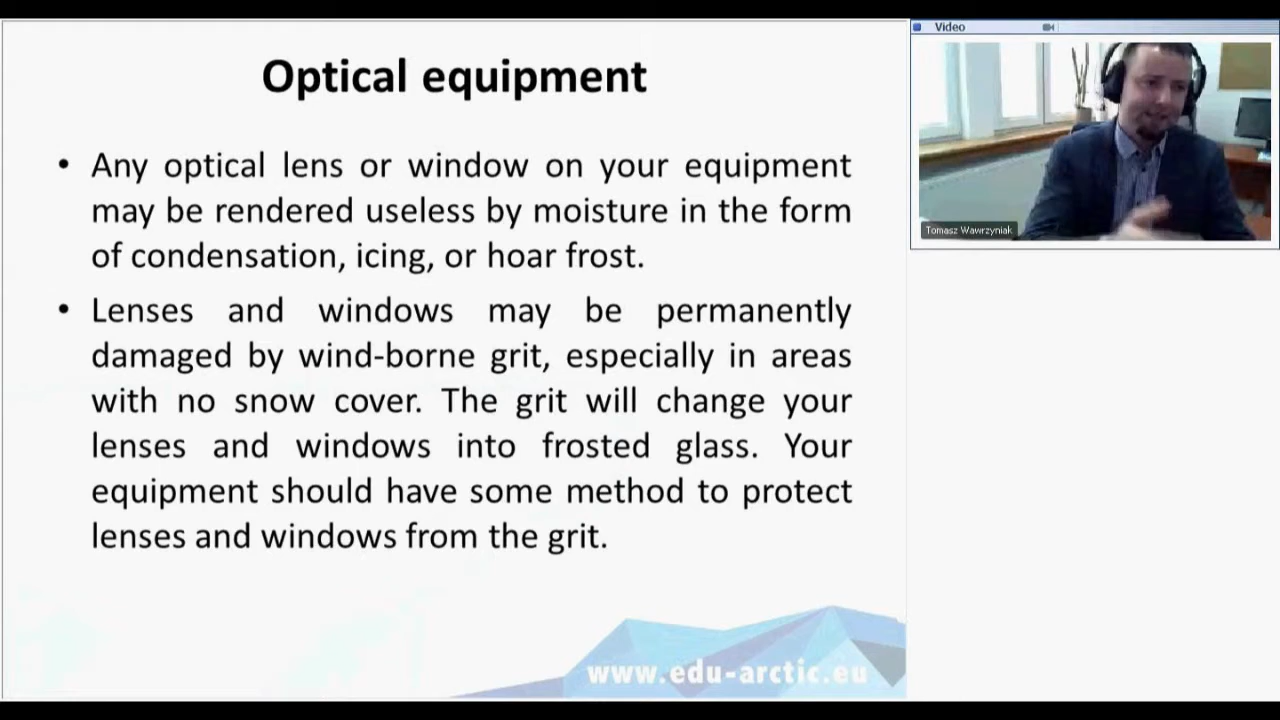 Optical equipment
• Any optical lens or window on your equipment
may be rendered useless by moisture in the form
of condensation, icing, or hoar frost.
• Lenses and windows may be permanently
damaged by wind-borne grit, especially in areas
with no snow cover. The grit will change your
lenses and windows into frosted glass. Your
equipment should have some method to protect
lenses and windows from the grit.
www.edu-arctic.eu
Video
Tomasz Wawrzyniak